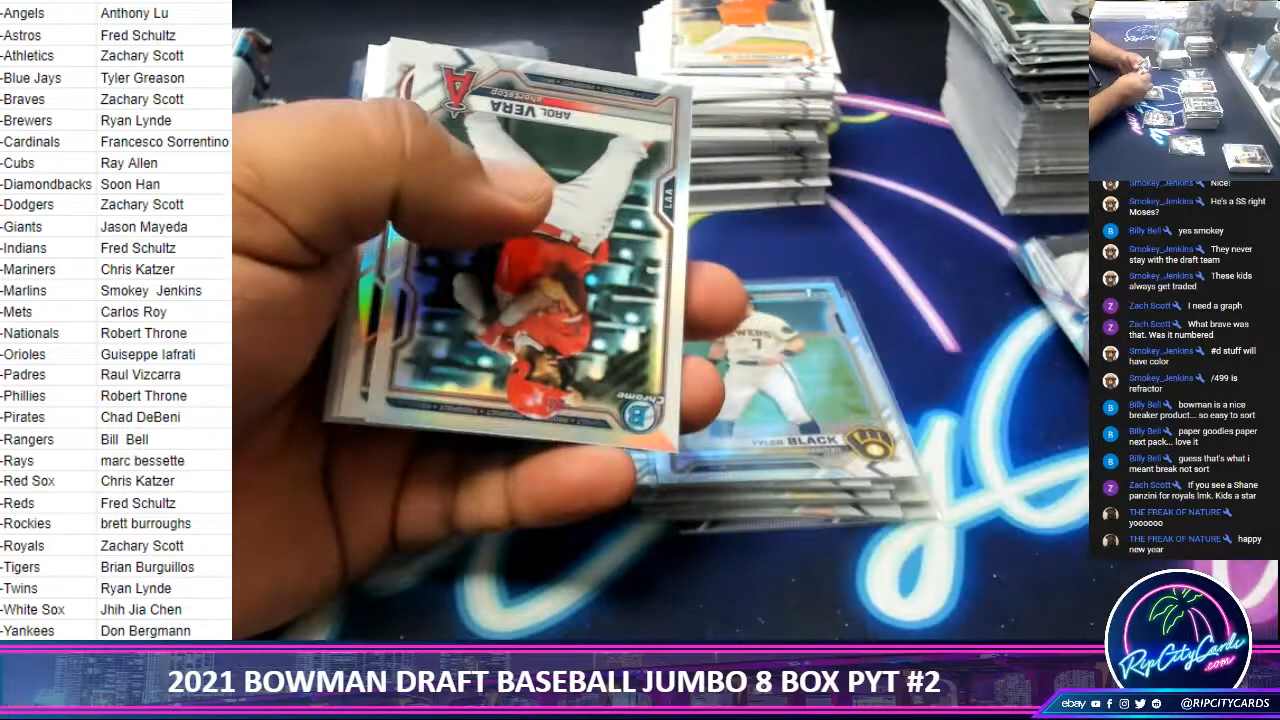 -Angels Anthony Lu
-Astros Fred Schultz
-Athletics Zachary Scott
-Blue Jays Tyler Greason
-Braves Zachary Scott
-Brewers Ryan Lynde
-Cardinals Francesco Sorrentino
-Cubs Ray Allen
-Diamondbacks Soon Han
-Dodgers Zachary Scott
-Giants Jason Mayeda
-Indians Fred Schultz
-Mariners Chris Katzer
-Marlins Smokey Jenkins
-Mets Carlos Roy
-Nationals Robert Throne
-Orioles Guiseppe Iafrati
-Padres Raul Vizcarra
-Phillies Robert Throne
-Pirates Chad DeBeni
-Rangers Bill Bell
-Rays marc bessette
-Red Sox Chris Katzer
-Reds Fred Schultz
-Rockies brett burroughs
-Royals Zachary Scott
-Tigers Brian Burguillos
-Twins Ryan Lynde
-White Sox Jhih Jia Chen
-Yankees Don Bergmann
A
AROL VERA
shortstop
LAA
Chrome
B
7
TYLER BLACK
M
Smokey_Jenkins Nice!
Smokey_Jenkins He's a SS right
Moses?
B Billy Bell yes smokey
Smokey_Jenkins They never
stay with the draft team
Smokey_Jenkins These kids
always get traded
Z Zach Scott I need a graph
Z Zach Scott What brave was
that. Was it numbered
Smokey_Jenkins #d stuff will
have color
Smokey_Jenkins /499 is
refractor
B Billy Bell bowman is a nice
breaker product... so easy to sort
B Billy Bell paper goodies paper
next pack... love it
B Billy Bell guess that's what i
meant break not sort
Z Zach Scott If you see a Shane
panzini for royals lmk. Kids a star
THE FREAK OF NATURE
yoooooo
THE FREAK OF NATURE happy
new year
RipCityCards
.com
2021 BOWMAN DRAFT BASEBALL JUMBO 8 BOX PYT #2
ebay @RIPCITYCARDS